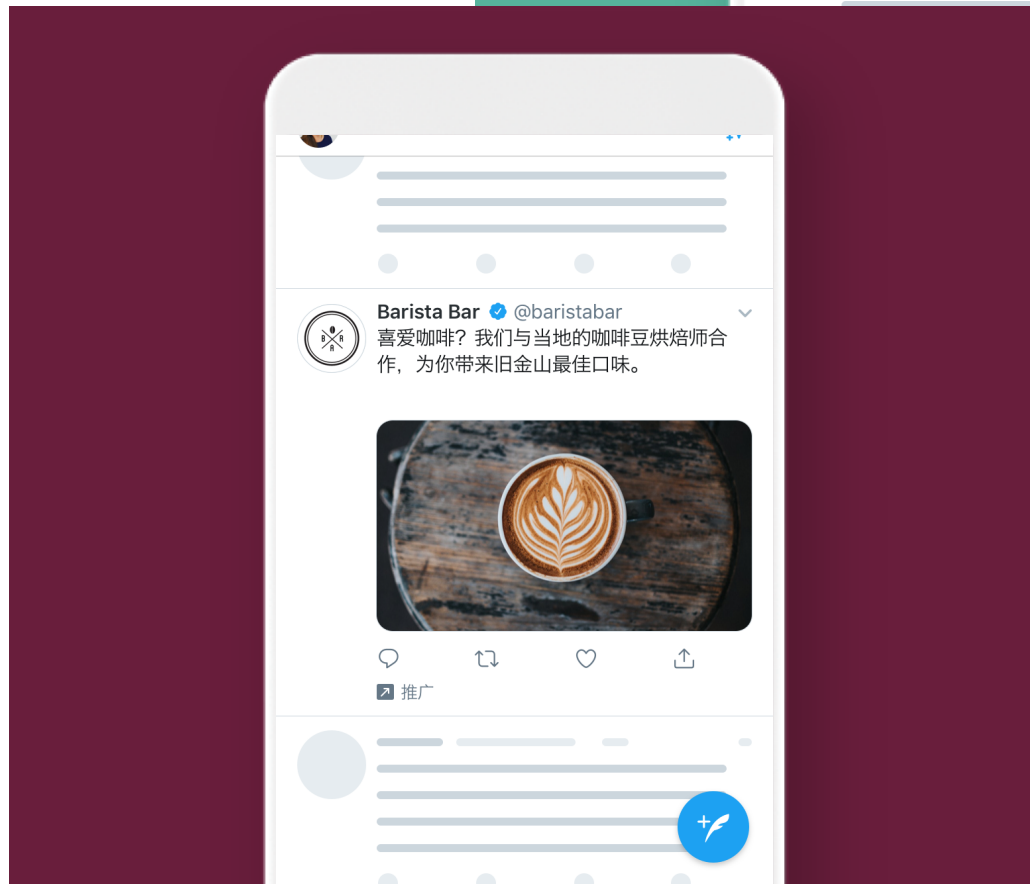 Barista Bar @baristabar
喜爱咖啡？我们与当地的咖啡豆烘焙师合
作，为你带来旧金山最佳口味。
B R
A
推广